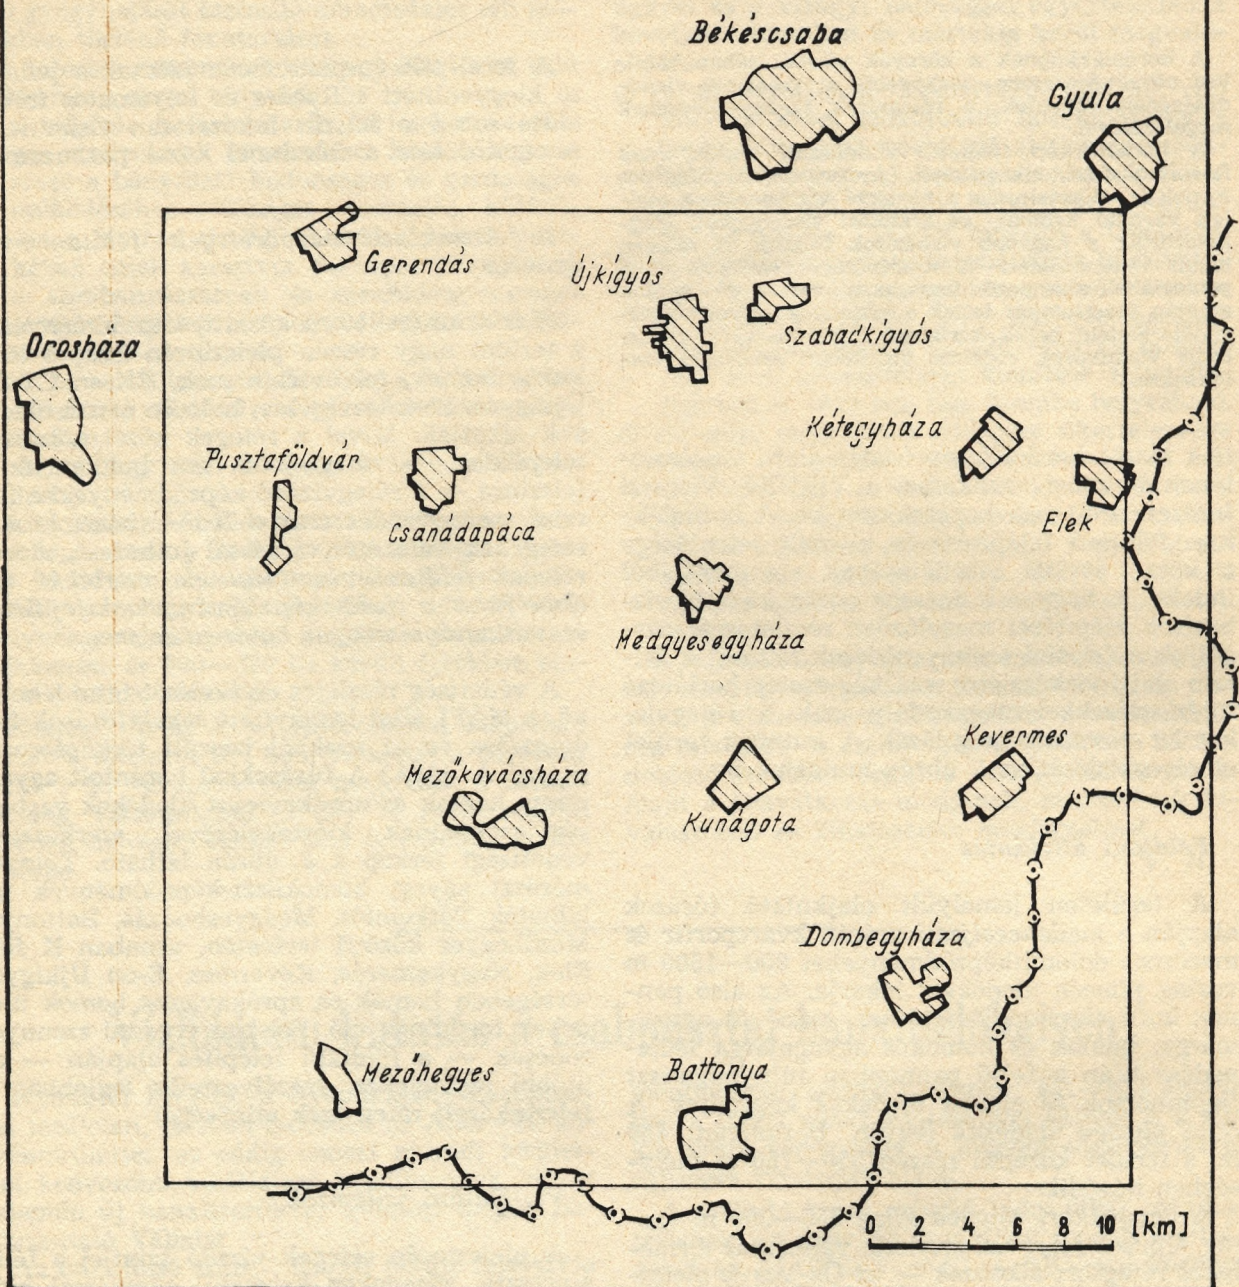 Békéscsaba
Gyula
Gerendás
Újkígyós
Szabadkígyós
Orosháza
Kétegyháza
Pusztaföldvár
Csanádapáca
Elek
Medgyesegyháza
Kevermes
Mezőkovácsháza
Kunágota
Dombegyháza
Mezőhegyes
Battonya
0 2 4 6 8 10 [km]